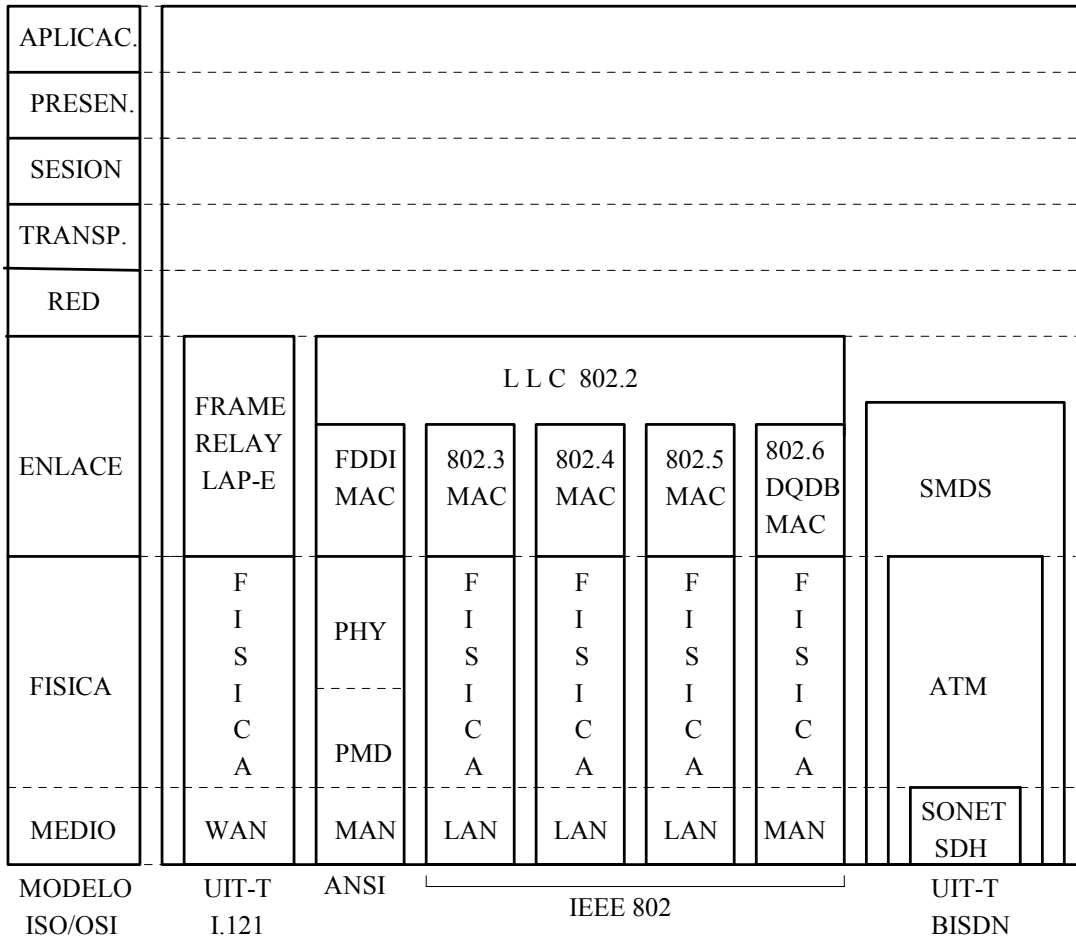 APLICAC.
PRESEN.
SESION
TRANSP.
RED
ENLACE
FISICA
MEDIO
MODELO
ISO/OSI
FRAME
RELAY
LAP-E
F
I
S
I
C
A
WAN
UIT-T
I.121
L L C 802.2
FDDI
MAC
PHY
PMD
MAN
ANSI
802.3
MAC
F
I
S
I
C
A
LAN
802.4
MAC
F
I
S
I
C
A
LAN
802.5
MAC
F
I
S
I
C
A
LAN
802.6
DQDB
MAC
F
I
S
I
C
A
MAN
IEEE 802
SMDS
ATM
SONET
SDH
UIT-T
BISDN